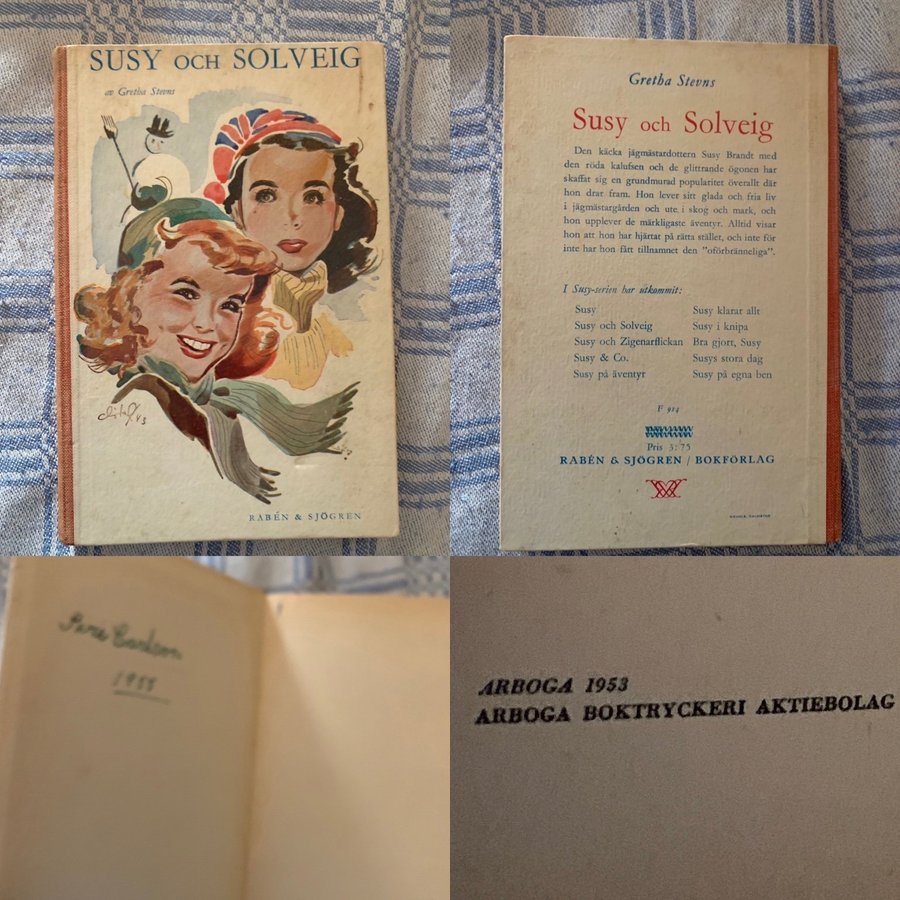 SUSY OCH SOLVEIG
av Gretha Stevns
RABÉN & SJÖGREN
Gretha Stevns
Susy och Solveig
Den käcka jägmästardottern Susy Brandt med
den röda kalufsen och de glittrande ögonen har
skaffat sig en grundmurad popularitet överallt där
hon drar fram. Hon lever sitt glada och fria liv
i jägmästargården och ute i skog och mark, och
hon upplever de märkligaste äventyr. Alltid visar
hon att hon har hjärtat på rätta stället, och inte för
inte har hon fått tillnamnet den "oförbränneliga".
I Susy-serien har utkommit:
Susy
Susy och Solveig
Susy och Zigenarflickan
Susy & Co.
Susy på äventyr
Susy klarar allt
Susy i knipa
Bra gjort, Susy
Susys stora dag
Susy på egna ben
F 914
Pris 3:75
RABÉN & SJÖGREN / BOKFÖRLAG
ARBOGA 1953
ARBOGA BOKTRYCKERI AKTIEBOLAG